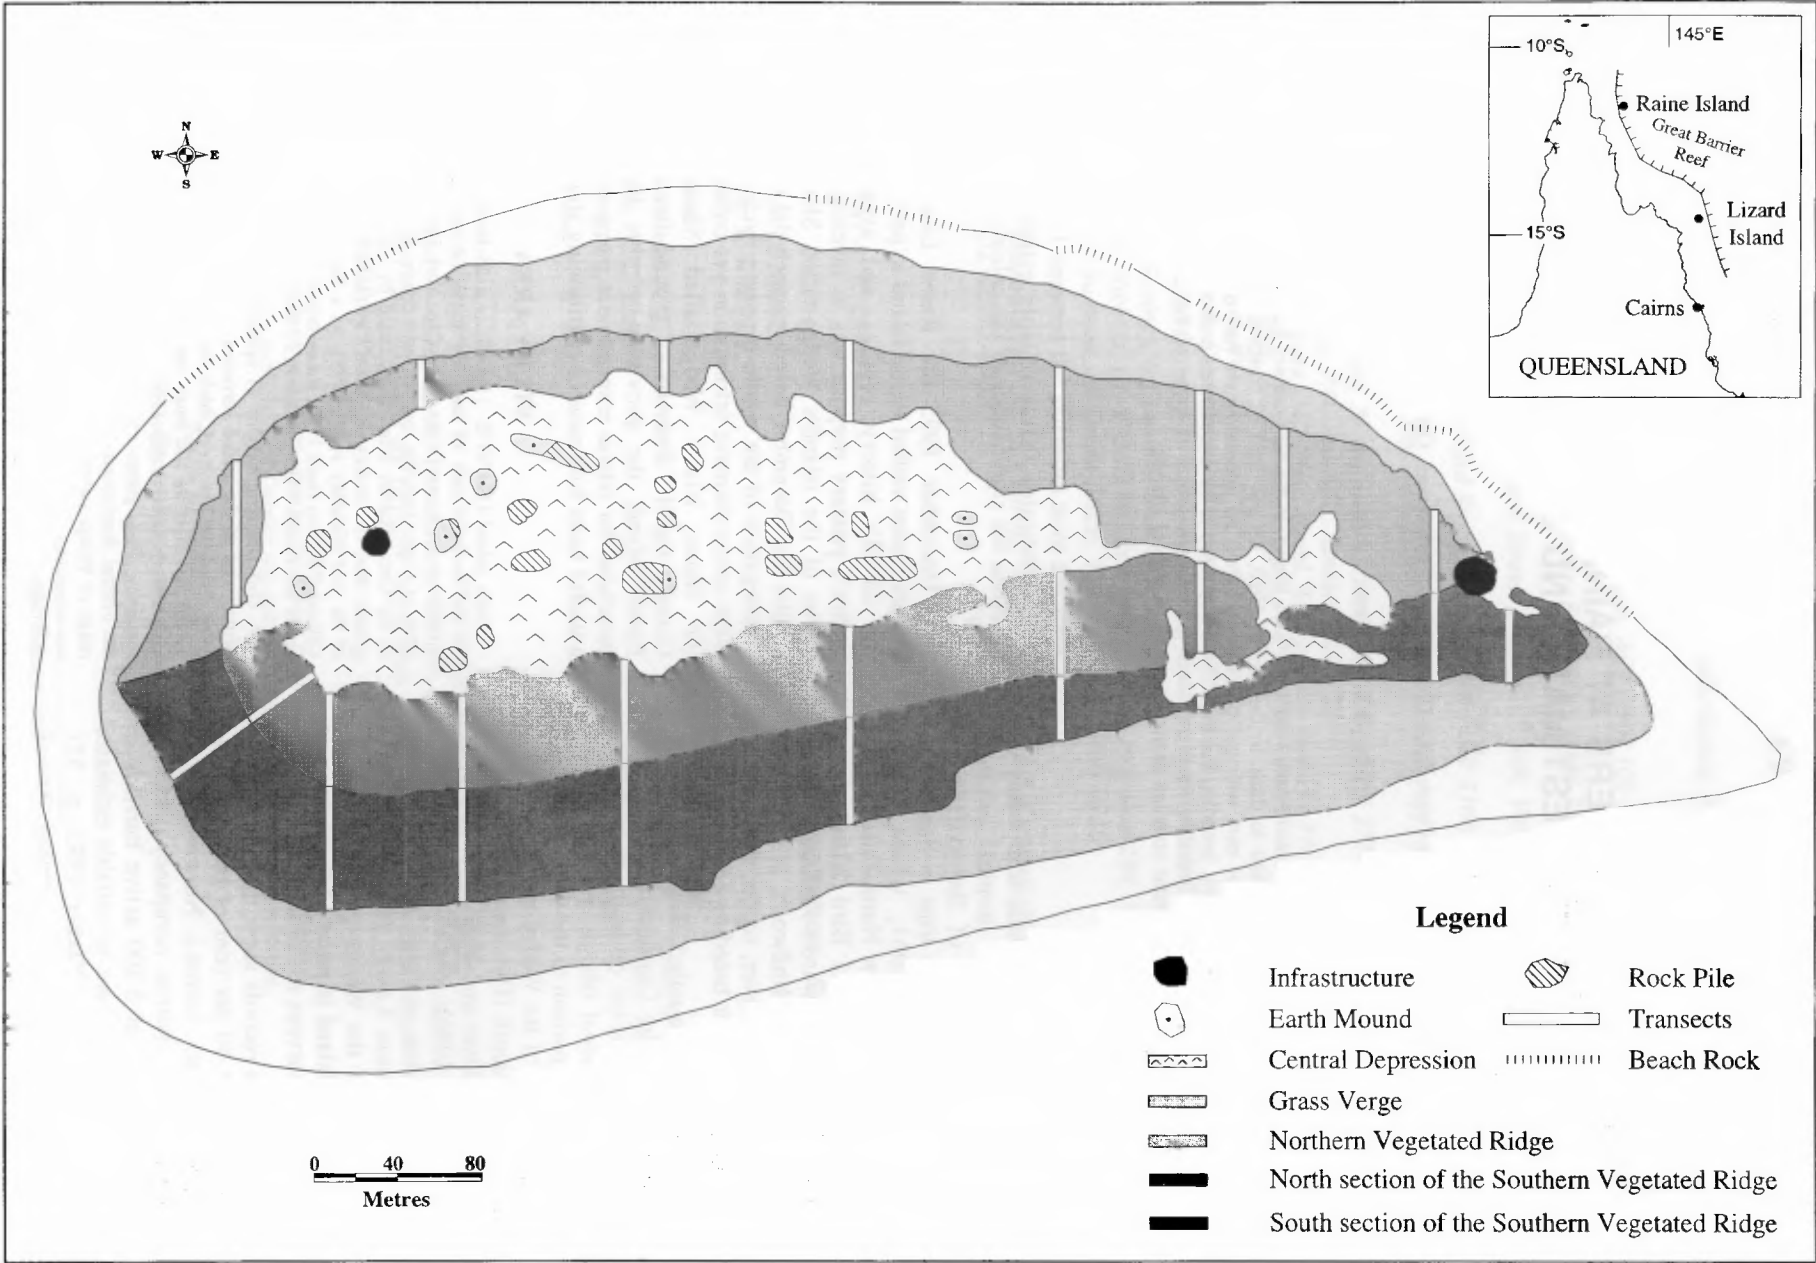 N
W E
S
10°S
145°E
Raine Island
Great Barrier
Reef
Lizard
Island
15°S
Cairns
QUEENSLAND
Legend
Infrastructure
Rock Pile
Earth Mound
Transects
Central Depression
Beach Rock
Grass Verge
Northern Vegetated Ridge
North section of the Southern Vegetated Ridge
South section of the Southern Vegetated Ridge
0 40 80
Metres